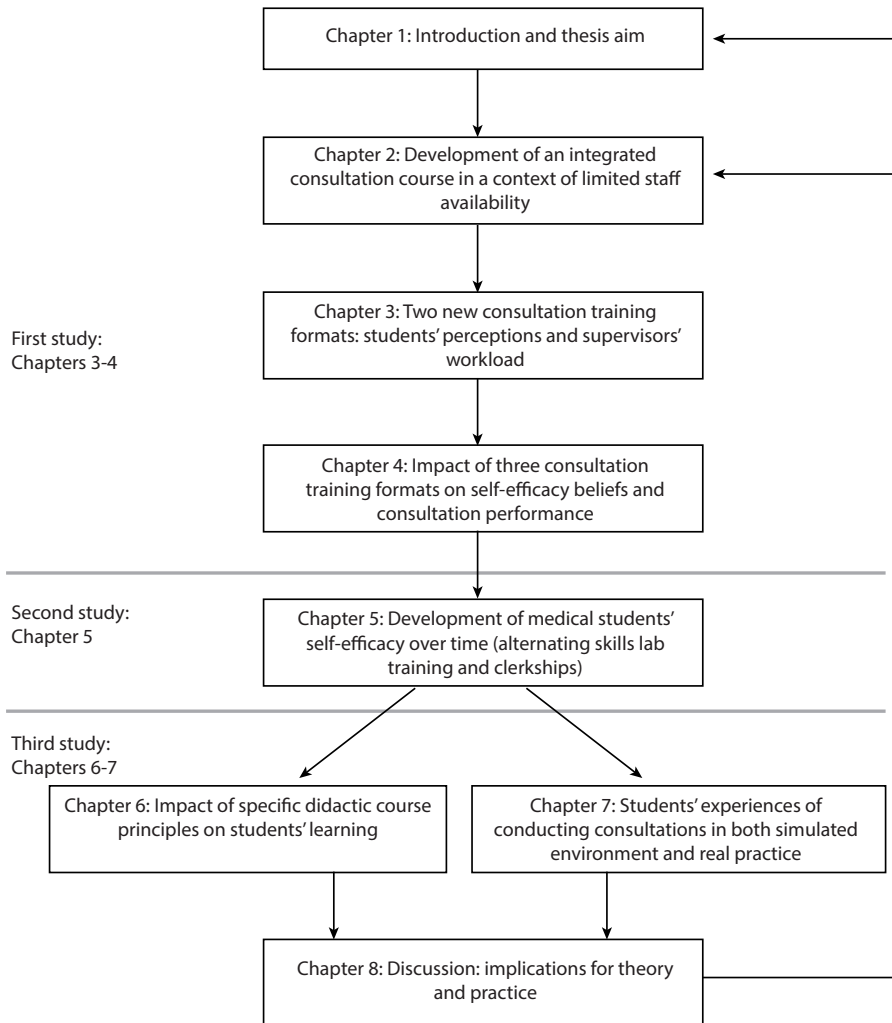 Chapter 1: Introduction and thesis aim
Chapter 2: Development of an integrated
consultation course in a context of limited staff
availability
First study:
Chapters 3-4
Chapter 3: Two new consultation training
formats: students’ perceptions and supervisors’
workload
Chapter 4: Impact of three consultation
training formats on self-efficacy beliefs and
consultation performance
Second study:
Chapter 5
Chapter 5: Development of medical students’
self-efficacy over time (alternating skills lab
training and clerkships)
Third study:
Chapters 6-7
Chapter 6: Impact of specific didactic course
principles on students’ learning
Chapter 7: Students’ experiences of
conducting consultations in both simulated
environment and real practice
Chapter 8: Discussion: implications for theory
and practice